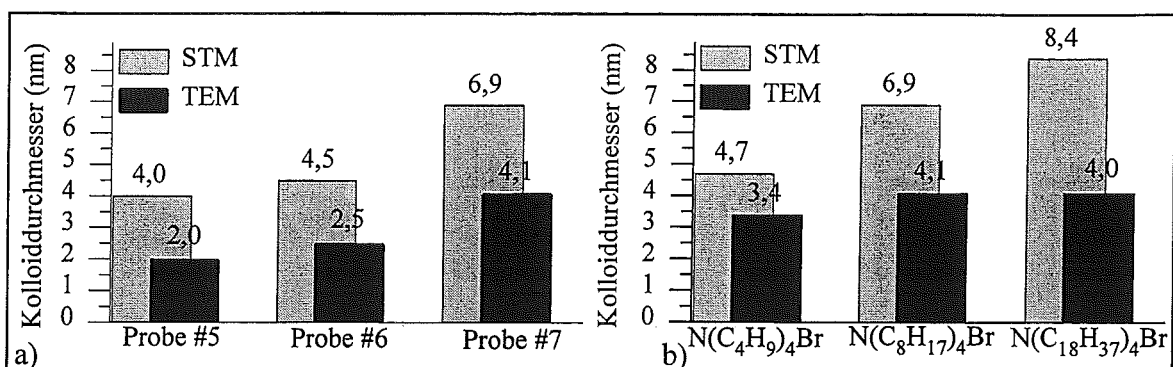 Kolloiddurchmesser (nm)
8
7
6
5
4
3
2
1
0
STM
TEM
4,0
2,0
4,5
2,5
6,9
4,1
Probe #5
Probe #6
Probe #7
a)
Kolloiddurchmesser (nm)
8
7
6
5
4
3
2
1
0
STM
TEM
4,7
3,4
6,9
4,1
8,4
4,0
N(C₄H₉)₄Br
N(C₈H₁₇)₄Br
N(C₁₈H₃₇)₄Br
b)